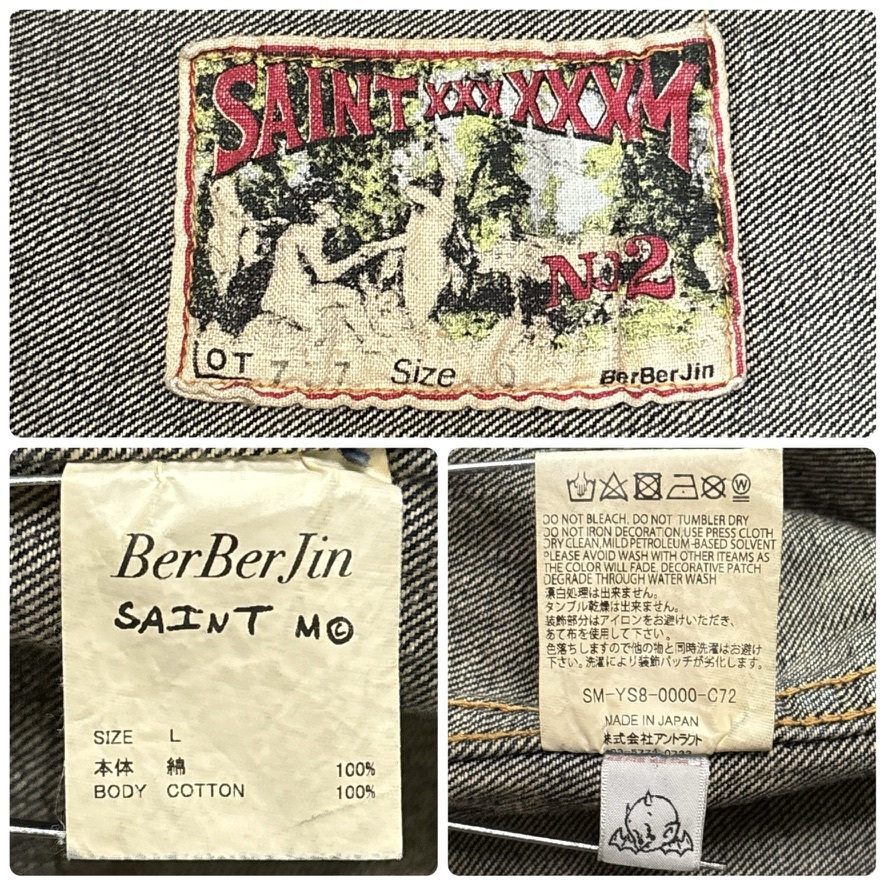 SAINT xxx XXXXM
No2
LOT 7 7 Size
BerBerJin
BerBerJin
SAINT M©
SIZE L
本体 綿 100%
BODY COTTON 100%
W
DO NOT BLEACH. DO NOT TUMBLER DRY
DO NOT IRON DECORATION,USE PRESS CLOTH
DRY CLEAN,MILD PETROLEUM-BASED SOLVENT
PLEASE AVOID WASH WITH OTHER ITEAMS AS
THE COLOR WILL FADE. DECORATIVE PATCH
DEGRADE THROUGH WATER WASH
漂白処理は出来ません。
タンブル乾燥は出来ません。
装飾部分はアイロンをお避けいただき、
あて布を使用して下さい。
色落ちしますので他の物と同時洗濯はお避け
下さい。洗濯により装飾パッチが劣化します。
SM-YS8-0000-C72
MADE IN JAPAN
株式会社アントラクト